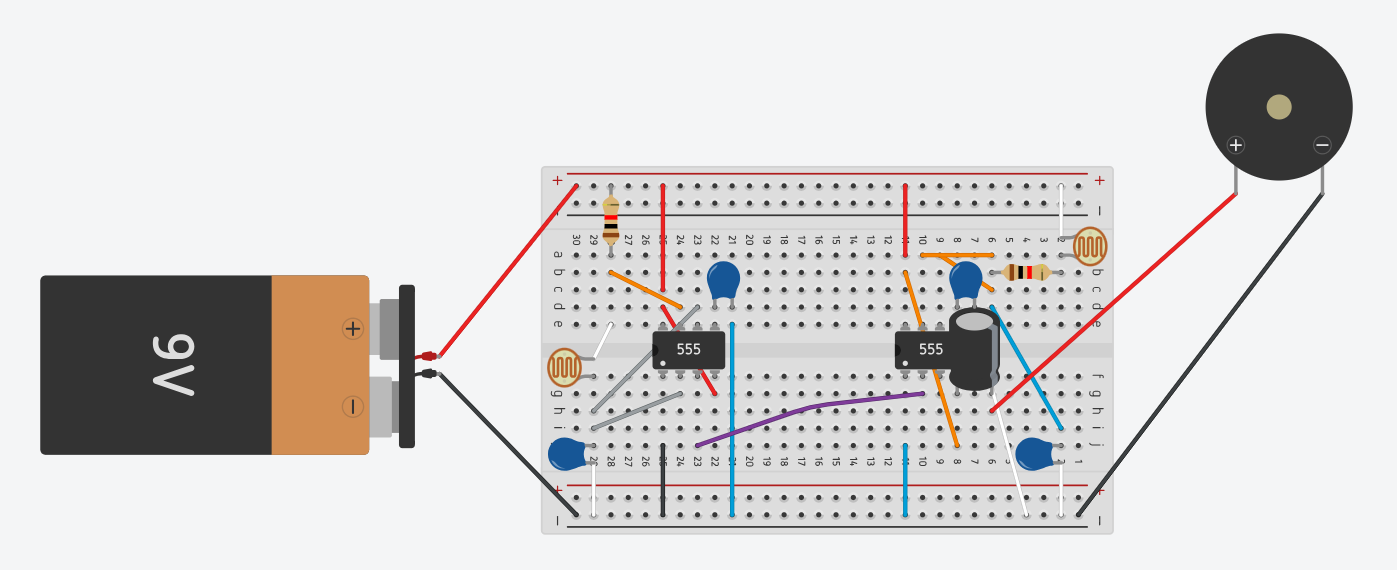 9V
+
−
+ +
− −
30 29 28 27 26 25 24 23 22 21 20 19 18 17 16 15 14 13 12 11 10 9 8 7 6 5 4 3 2
a
b b
c c
d d
e e
555 555
f f
g g
h h
i i
j j
29 28 27 26 25 24 23 22 21 20 19 18 17 16 15 14 13 12 11 10 9 8 7 6 5 4 3 2 1
+ +
− −
+ −